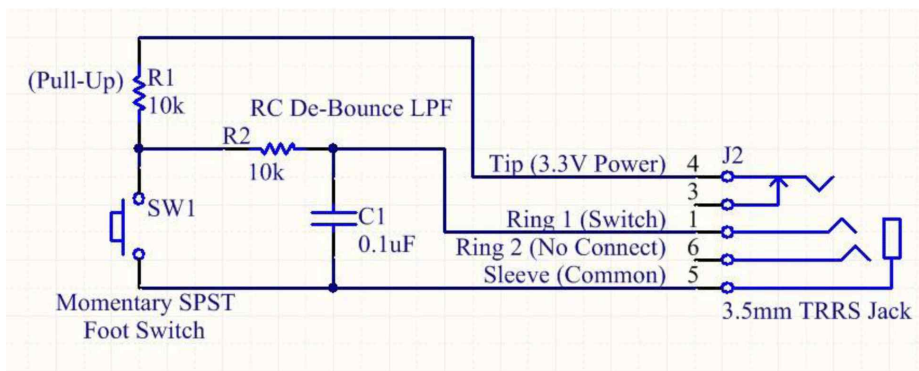 (Pull-Up)
R1
10k
RC De-Bounce LPF
R2
10k
SW1
C1
0.1uF
Momentary SPST
Foot Switch
Tip (3.3V Power) 4
3
Ring 1 (Switch) 1
Ring 2 (No Connect) 6
Sleeve (Common) 5
J2
3.5mm TRRS Jack